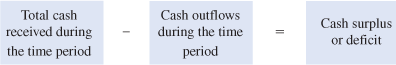 Total cash
received during
the time period
–
Cash outflows
during the time
period
=
Cash surplus
or deficit